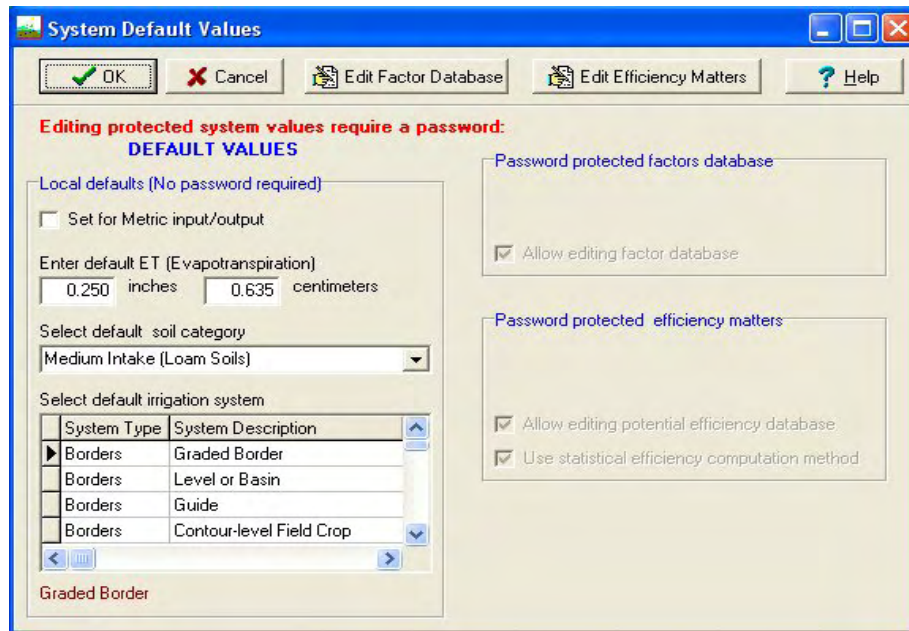 System Default Values
OK Cancel Edit Factor Database Edit Efficiency Matters Help
Editing protected system values require a password:
DEFAULT VALUES
Local defaults (No password required)
Set for Metric input/output
Enter default ET (Evapotranspiration)
0.250 inches 0.635 centimeters
Select default soil category
Medium Intake (Loam Soils)
Select default irrigation system
System Type System Description
Borders Graded Border
Borders Level or Basin
Borders Guide
Borders Contour-level Field Crop
Graded Border
Password protected factors database
Allow editing factor database
Password protected efficiency matters
Allow editing potential efficiency database
Use statistical efficiency computation method